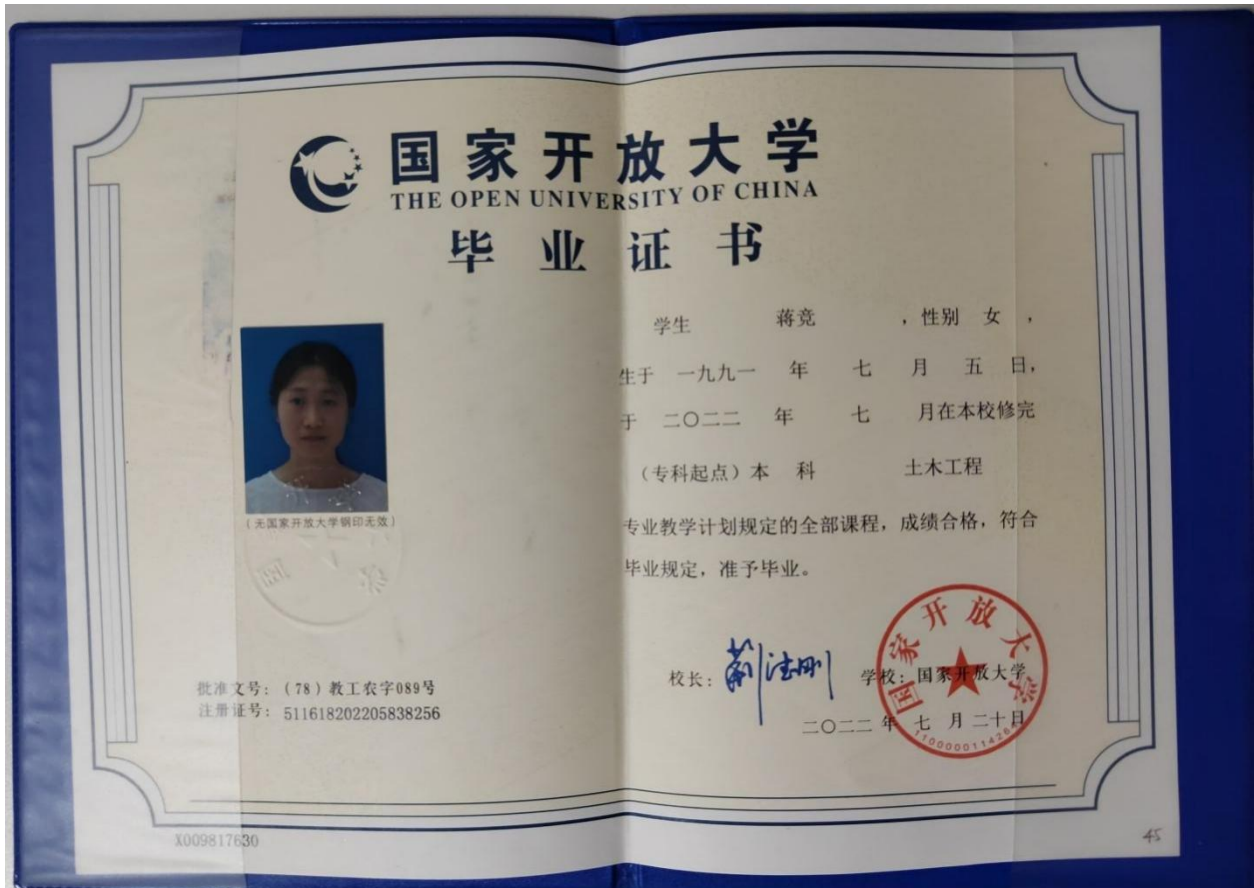 国家开放大学
THE OPEN UNIVERSITY OF CHINA
毕业证书
学生 蒋竞 ，性别 女 ，
生于 一九九一 年 七 月 五 日，
于 二〇二二 年 七 月在本校修完
（专科起点）本 科 土木工程
专业教学计划规定的全部课程，成绩合格，符合
毕业规定，准予毕业。
(无国家开放大学钢印无效)
校长：荆德刚 学校：国家开放大学
二〇二二 年 七 月 二十日
国家开放大学
批准文号：（78）教工农字089号
注册证号：511618202205838256
X009817630
45